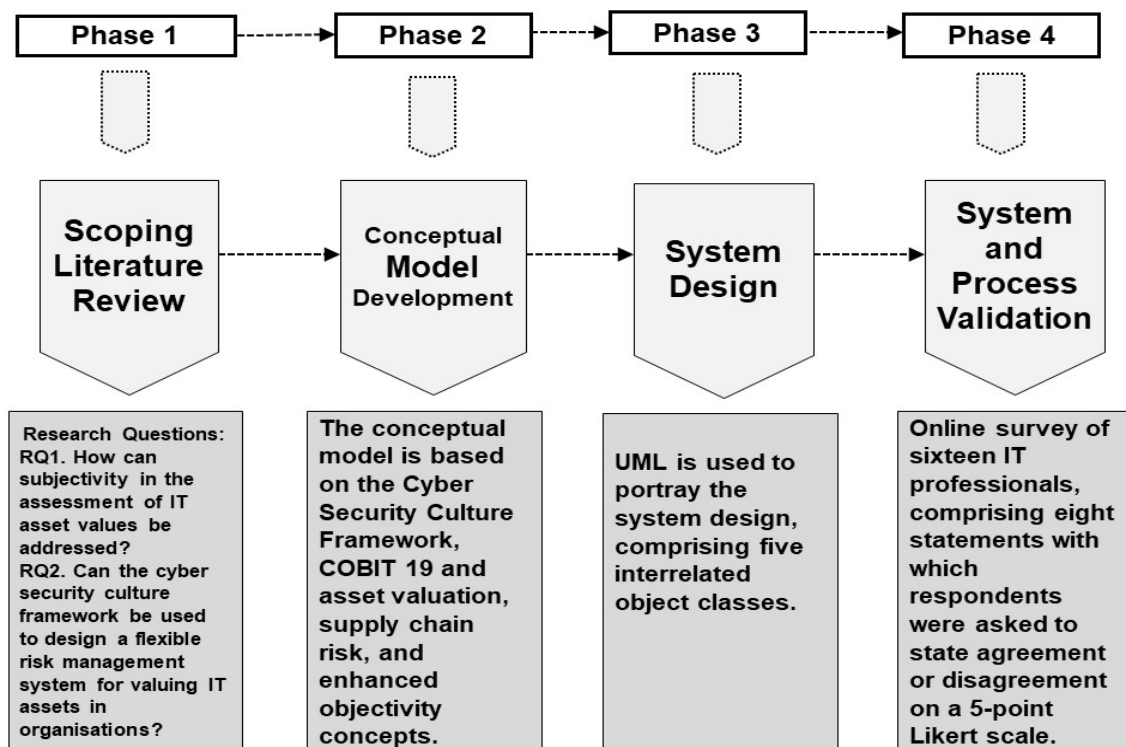 Phase 1
Phase 2
Phase 3
Phase 4
Scoping
Literature
Review
Conceptual
Model
Development
System
Design
System
and
Process
Validation
Research Questions:
RQ1. How can
subjectivity in the
assessment of IT
asset values be
addressed?
RQ2. Can the cyber
security culture
framework be used
to design a flexible
risk management
system for valuing IT
assets in
organisations?
The conceptual
model is based
on the Cyber
Security Culture
Framework,
COBIT 19 and
asset valuation,
supply chain
risk, and
enhanced
objectivity
concepts.
UML is used to
portray the
system design,
comprising five
interrelated
object classes.
Online survey of
sixteen IT
professionals,
comprising eight
statements with
which
respondents
were asked to
state agreement
or disagreement
on a 5-point
Likert scale.